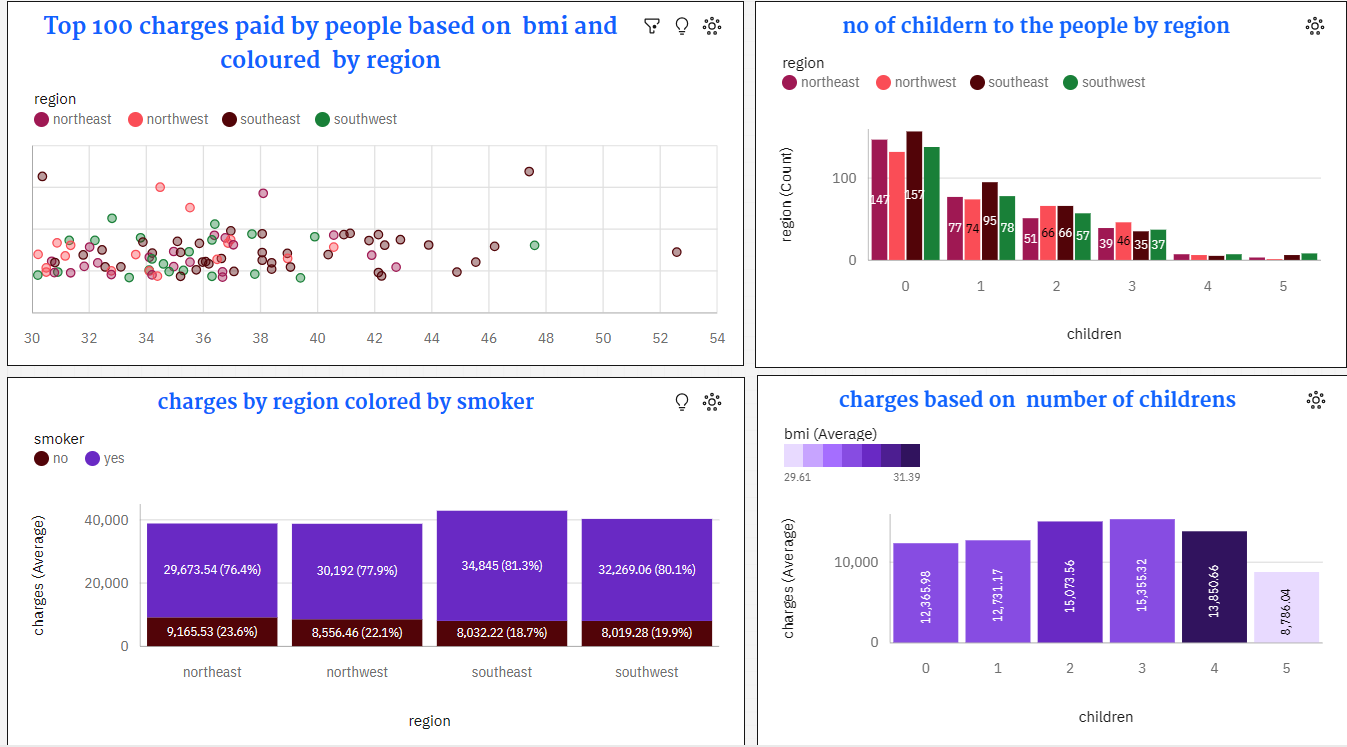 Top 100 charges paid by people based on  bmi and
coloured  by region
region
northeast northwest southeast southwest
30 32 34 36 38 40 42 44 46 48 50 52 54
no of childern to the people by region
region
northeast northwest southeast southwest
region (Count)
100
0
147 157
77 74 95 78
51 66 66 57
39 46 35 37
0 1 2 3 4 5
children
charges by region colored by smoker
smoker
no yes
charges (Average)
40,000
20,000
0
29,673.54 (76.4%) 30,192 (77.9%) 34,845 (81.3%) 32,269.06 (80.1%)
9,165.53 (23.6%) 8,556.46 (22.1%) 8,032.22 (18.7%) 8,019.28 (19.9%)
northeast northwest southeast southwest
region
charges based on  number of childrens
bmi (Average)
29.61 31.39
charges (Average)
10,000
0
12,365.98 12,731.17 15,073.56 15,355.32 13,850.66 8,786.04
0 1 2 3 4 5
children